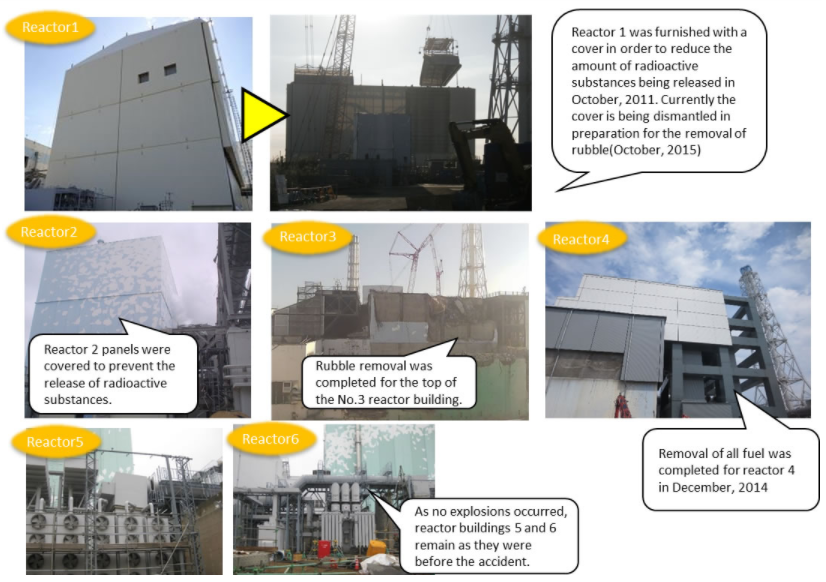 Reactor1
Reactor 1 was furnished with a
cover in order to reduce the
amount of radioactive
substances being released in
October, 2011. Currently the
cover is being dismantled in
preparation for the removal of
rubble(October, 2015)
Reactor2
Reactor 2 panels were
covered to prevent the
release of radioactive
substances.
Reactor3
Rubble removal was
completed for the top of
the No.3 reactor building.
Reactor4
Removal of all fuel was
completed for reactor 4
in December, 2014
Reactor5
Reactor6
As no explosions occurred,
reactor buildings 5 and 6
remain as they were
before the accident.